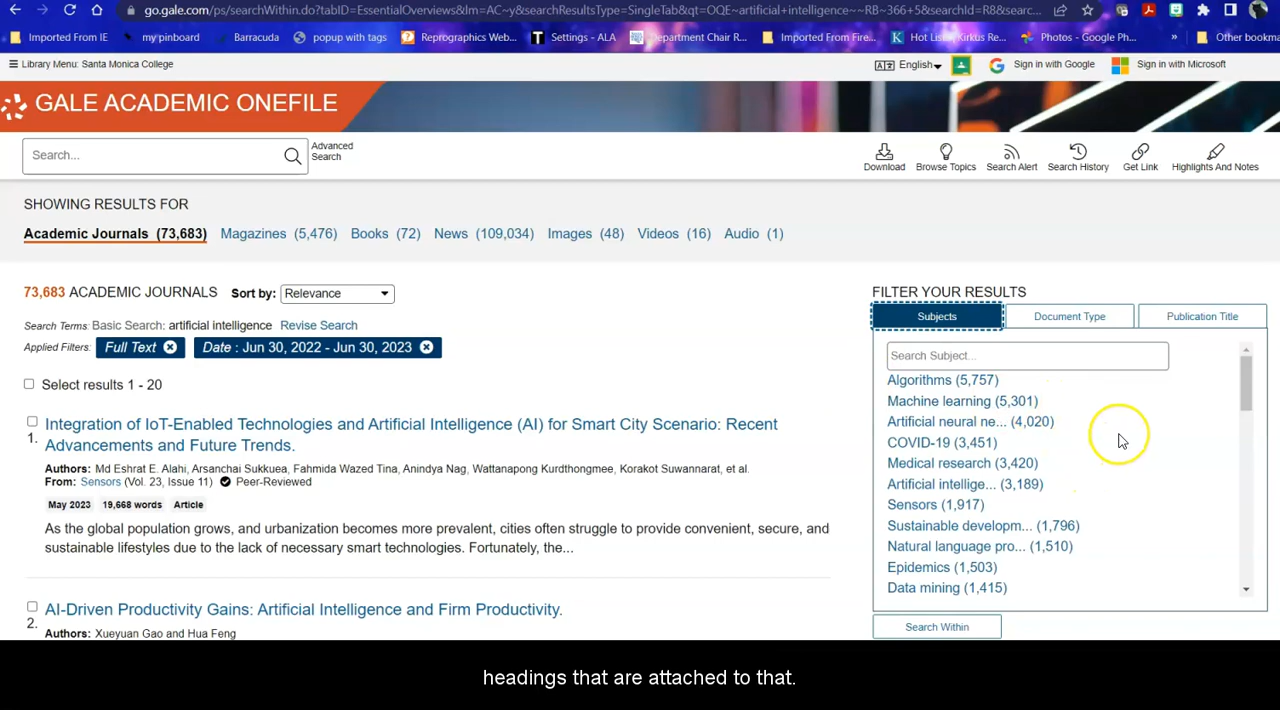 go.gale.com/ps/searchWithin.do?tabID=EssentialOverviews&lm=AC~y&searchResultsType=SingleTab&qt=OQE~artificial+intelligence~~RB~366+5&searchId=R8&searc...
Imported From IE my pinboard Barracuda popup with tags Reprographics Web... Settings - ALA Department Chair R... Imported From Fire... Hot List | Kirkus Re... Photos - Google Ph... » Other bookma
Library Menu: Santa Monica College English Sign in with Google Sign in with Microsoft
GALE ACADEMIC ONEFILE
Search... Advanced Search
Download Browse Topics Search Alert Search History Get Link Highlights And Notes
SHOWING RESULTS FOR
Academic Journals (73,683) Magazines (5,476) Books (72) News (109,034) Images (48) Videos (16) Audio (1)
73,683 ACADEMIC JOURNALS Sort by: Relevance
Search Terms: Basic Search: artificial intelligence Revise Search
Applied Filters: Full Text Date : Jun 30, 2022 - Jun 30, 2023
Select results 1 - 20
1. Integration of IoT-Enabled Technologies and Artificial Intelligence (AI) for Smart City Scenario: Recent
Advancements and Future Trends.
Authors: Md Eshrat E. Alahi, Arsanchai Sukkuea, Fahmida Wazed Tina, Anindya Nag, Wattanapong Kurdthongmee, Korakot Suwannarat, et al.
From: Sensors (Vol. 23, Issue 11) Peer-Reviewed
May 2023 19,668 words Article
As the global population grows, and urbanization becomes more prevalent, cities often struggle to provide convenient, secure, and
sustainable lifestyles due to the lack of necessary smart technologies. Fortunately, the...
2. AI-Driven Productivity Gains: Artificial Intelligence and Firm Productivity.
Authors: Xueyuan Gao and Hua Feng
FILTER YOUR RESULTS
Subjects Document Type Publication Title
Search Subject...
Algorithms (5,757)
Machine learning (5,301)
Artificial neural ne... (4,020)
COVID-19 (3,451)
Medical research (3,420)
Artificial intellige... (3,189)
Sensors (1,917)
Sustainable developm... (1,796)
Natural language pro... (1,510)
Epidemics (1,503)
Data mining (1,415)
Search Within
headings that are attached to that.